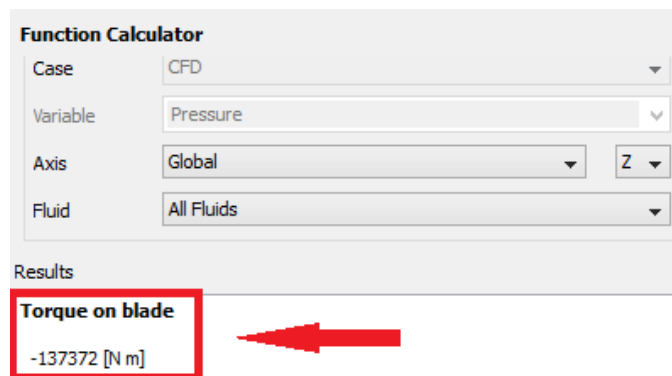 Function Calculator
Case CFD
Variable Pressure
Axis Global Z
Fluid All Fluids
Results
Torque on blade
-137372 [N m]